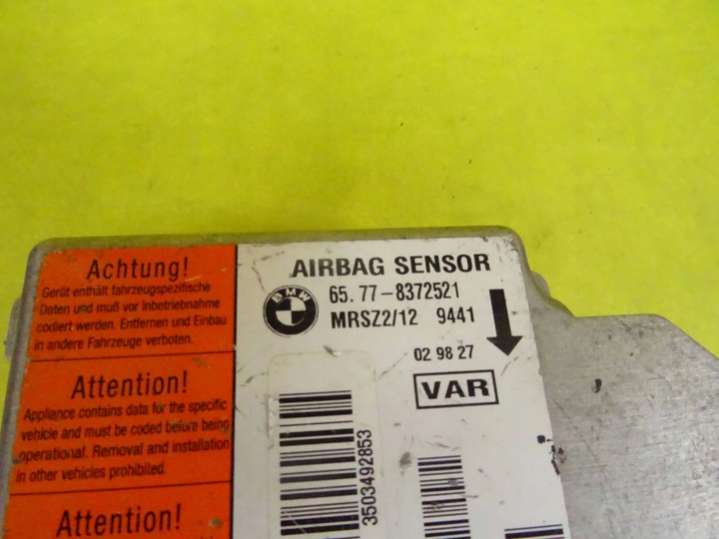 Achtung!
Gerät enthält fahrzeugspezifische
Daten und muß vor Inbetriebnahme
codiert werden. Entfernen und Einbau
in andere Fahrzeuge verboten.
Attention!
Appliance contains data for the specific
vehicle and must be coded before being
operational. Removal and installation
in other vehicles prohibited.
Attention!
AIRBAG SENSOR
BMW
65.77-8372521
MRSZ2/12 9441
02 98 27
VAR
3503492853